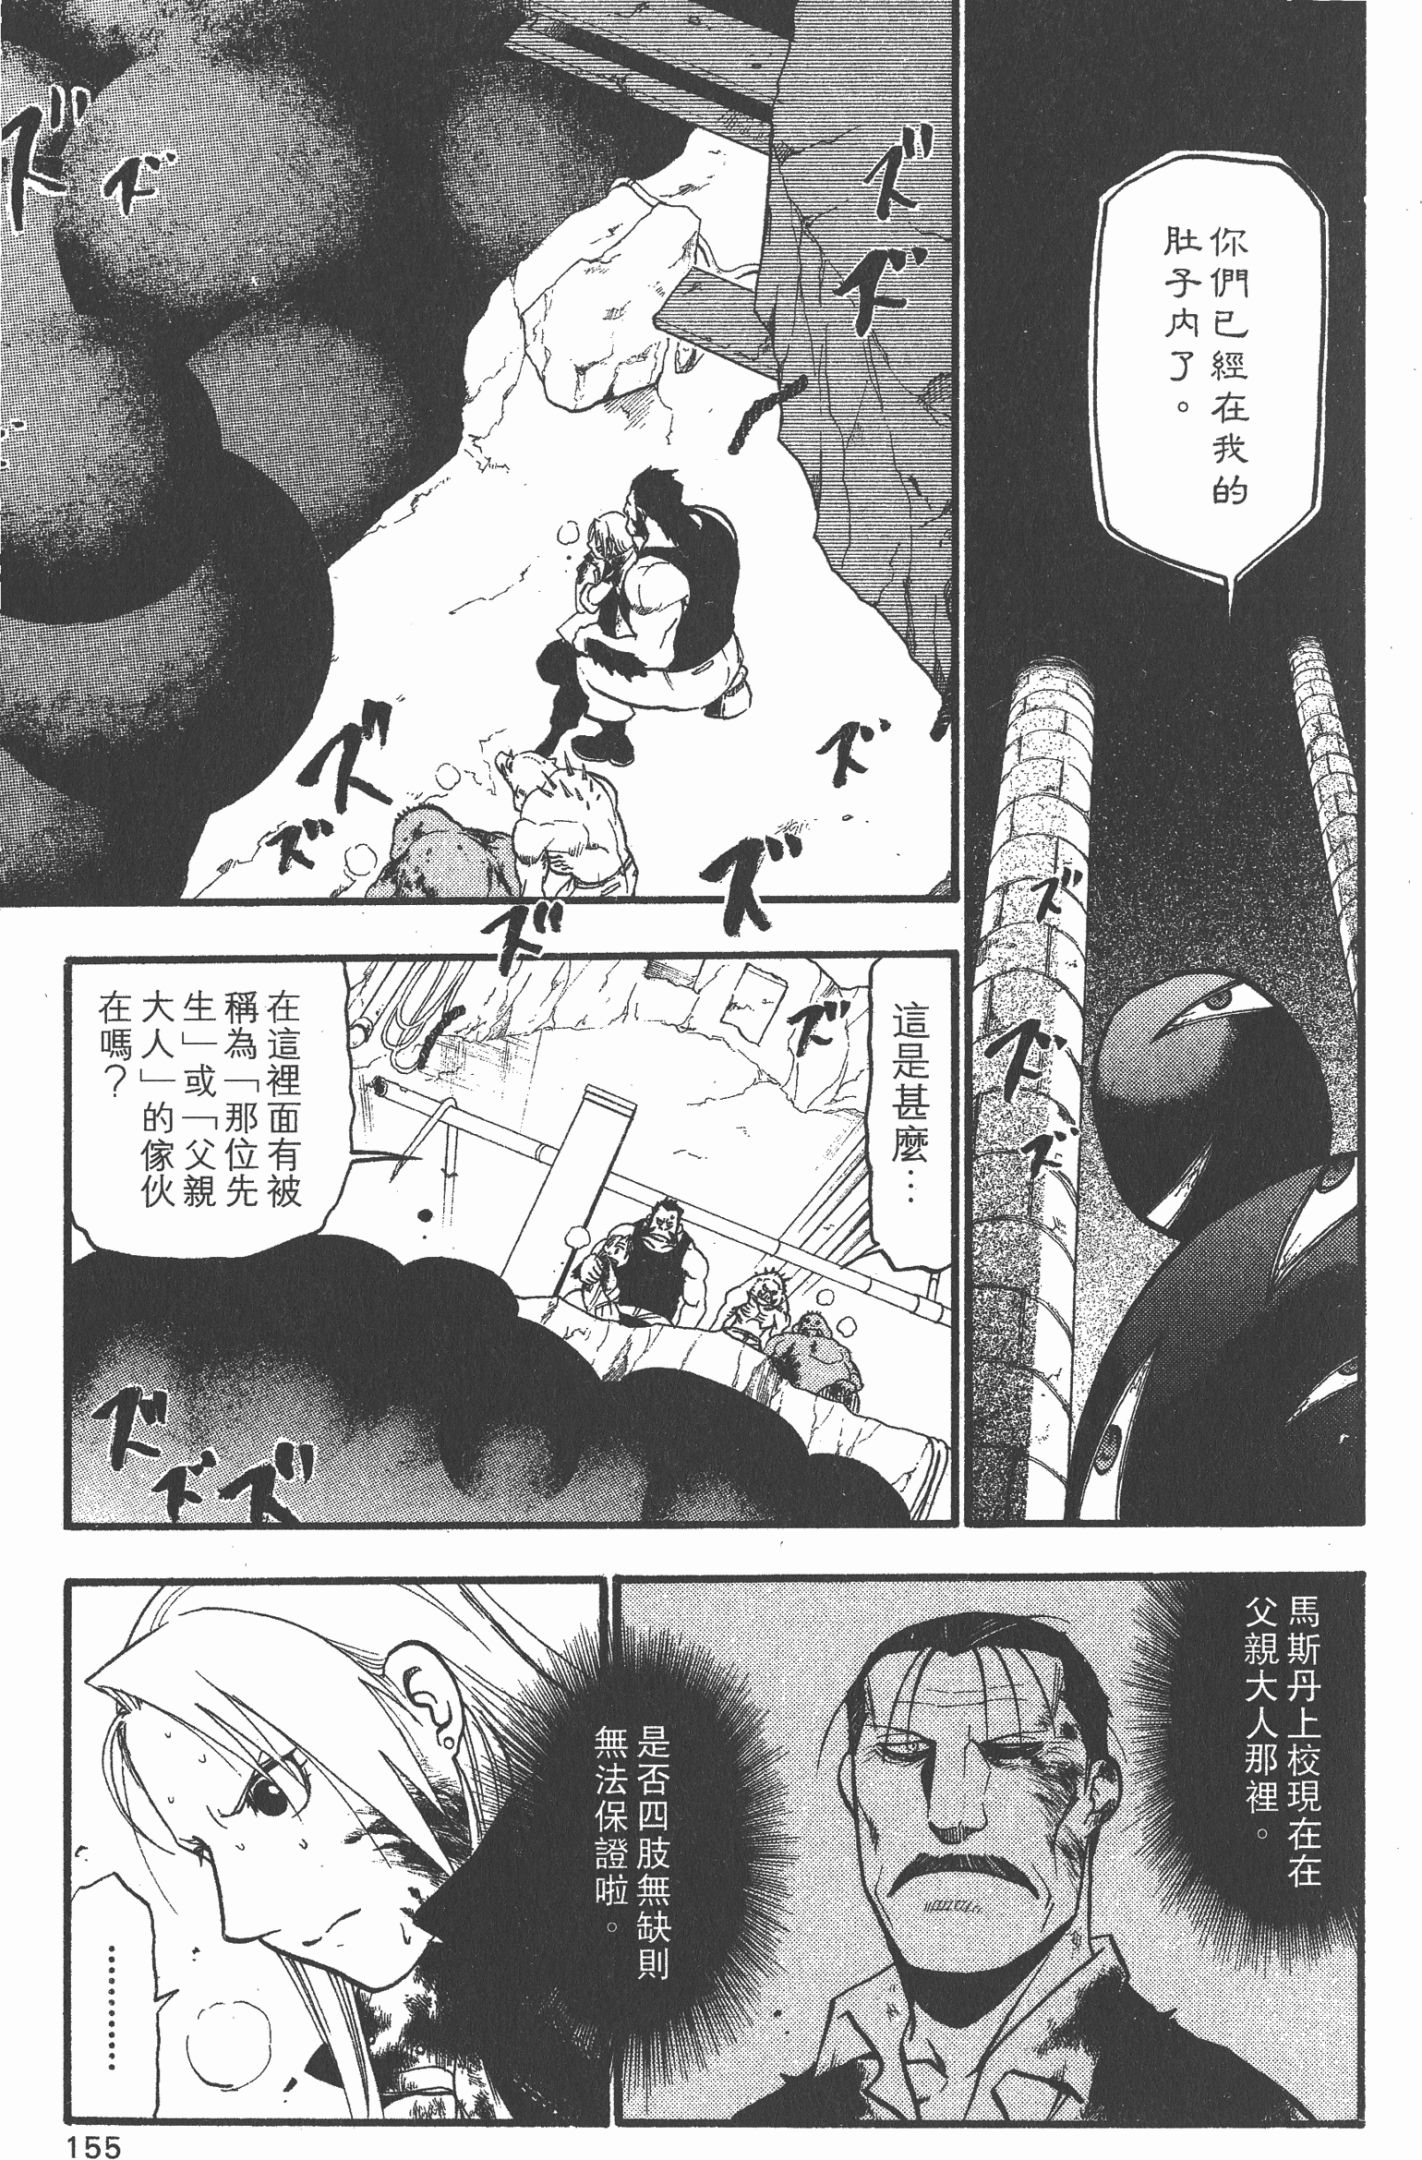 你們已經在我的
肚子內了。
ズ
ズ
ズ
ズ
ズ
ズ
ズ
ズ
ズ
ズ
ズ
ズ
ズ
這是甚麼…
ズ
在這裡面有被
稱為「那位先
生」或「父親
大人」的傢伙
在嗎?
ズ
ズ
ズ
馬斯丹上校現在在
父親大人那裡。
是否四肢無缺則
無法保證啦。
…………
155